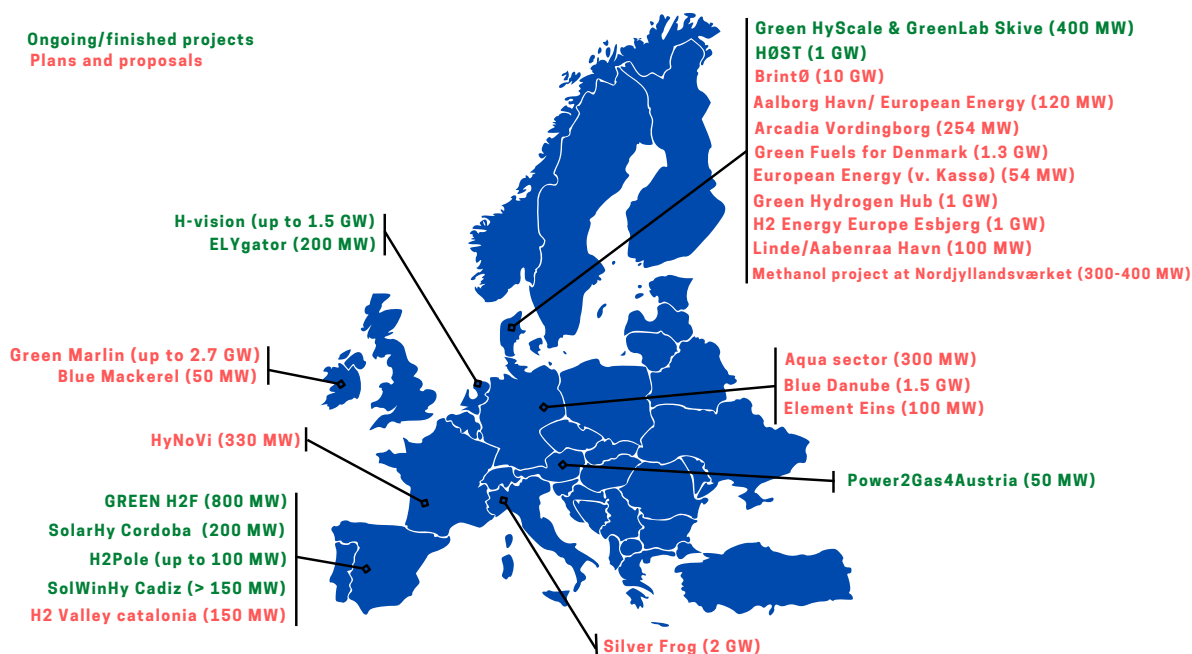 Ongoing/finished projects
Plans and proposals
Green HyScale & GreenLab Skive (400 MW)
HØST (1 GW)
BrintØ (10 GW)
Aalborg Havn/ European Energy (120 MW)
Arcadia Vordingborg (254 MW)
Green Fuels for Denmark (1.3 GW)
European Energy (v. Kassø) (54 MW)
Green Hydrogen Hub (1 GW)
H2 Energy Europe Esbjerg (1 GW)
Linde/Aabenraa Havn (100 MW)
Methanol project at Nordjyllandsværket (300-400 MW)
H-vision (up to 1.5 GW)
ELYgator (200 MW)
Green Marlin (up to 2.7 GW)
Blue Mackerel (50 MW)
Aqua sector (300 MW)
Blue Danube (1.5 GW)
Element Eins (100 MW)
HyNoVi (330 MW)
Power2Gas4Austria (50 MW)
GREEN H2F (800 MW)
SolarHy Cordoba (200 MW)
H2Pole (up to 100 MW)
SolWinHy Cadiz (> 150 MW)
H2 Valley catalonia (150 MW)
Silver Frog (2 GW)